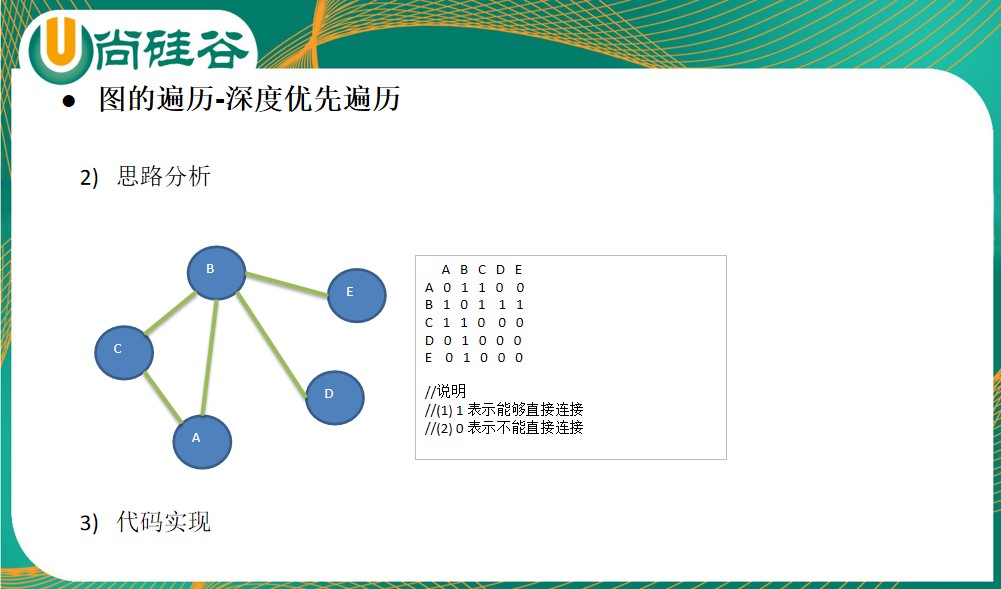 尚硅谷
● 图的遍历-深度优先遍历
2) 思路分析
B
E
C
D
A
A B C D E
A 0 1 1 0 0
B 1 0 1 1 1
C 1 1 0 0 0
D 0 1 0 0 0
E 0 1 0 0 0
//说明
//(1) 1 表示能够直接连接
//(2) 0 表示不能直接连接
3) 代码实现